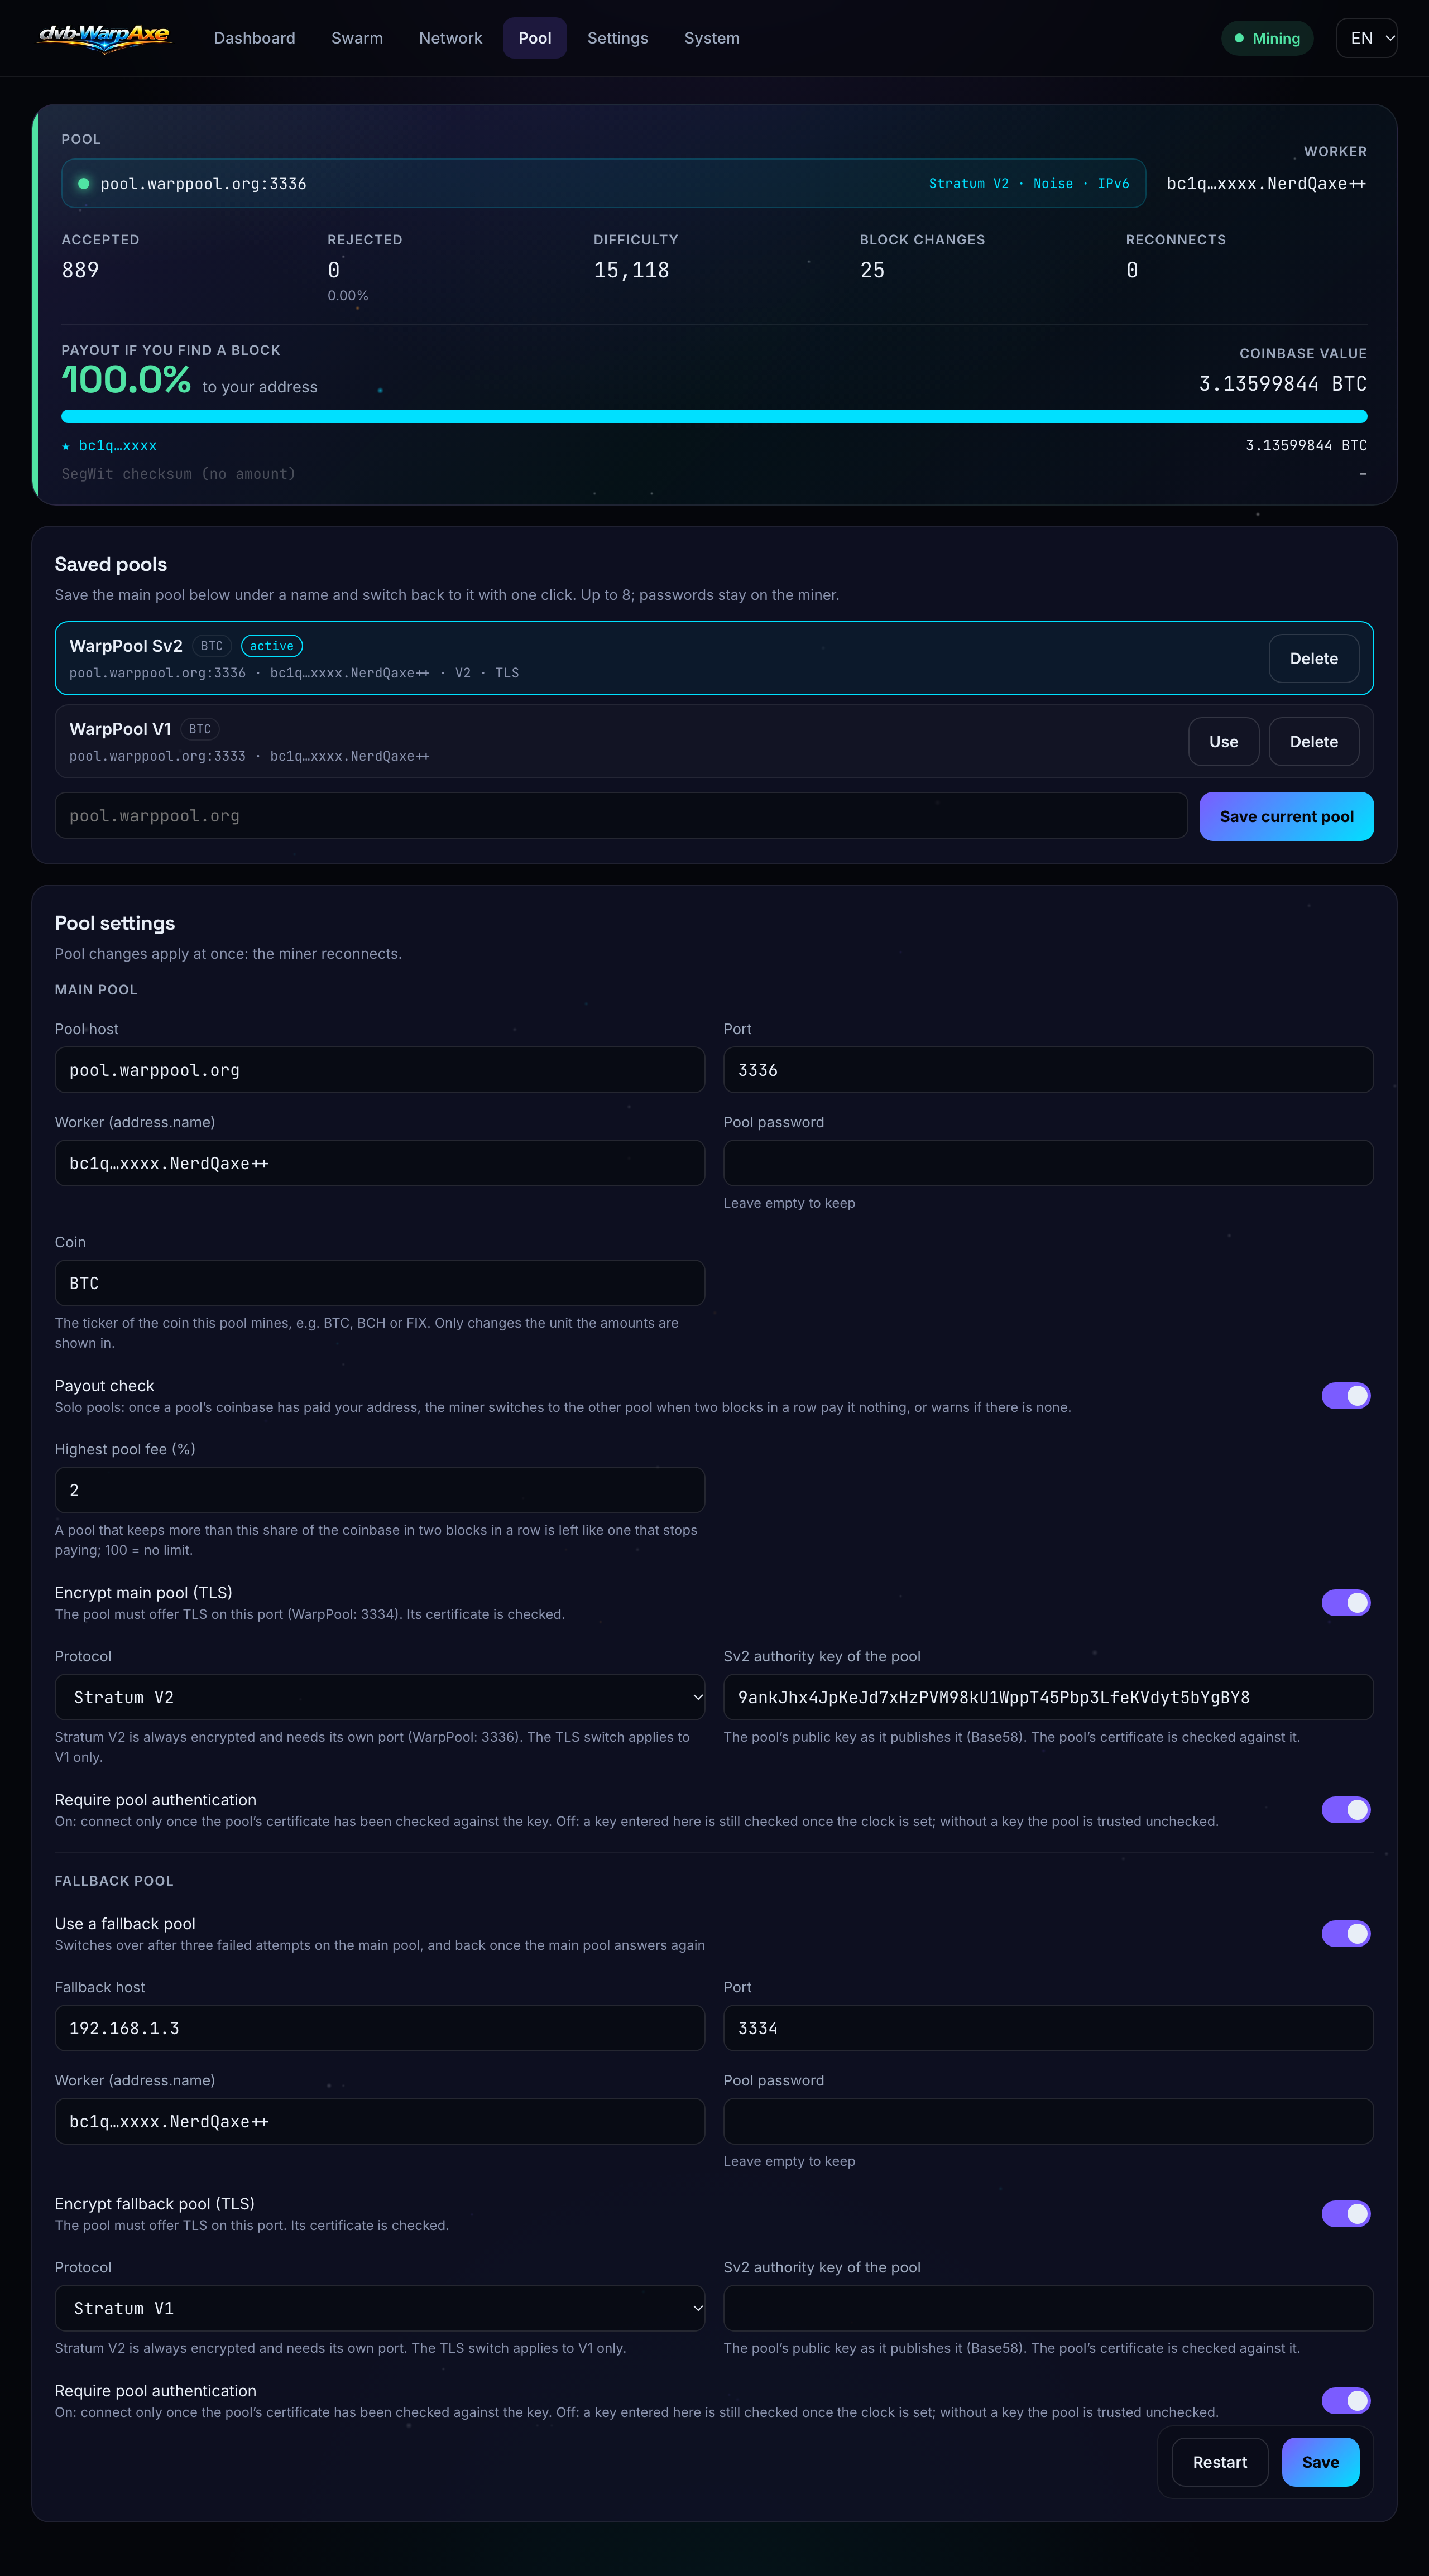 dvb-WarpAxe
Dashboard
Swarm
Network
Pool
Settings
System
Mining
EN
POOL
WORKER
pool.warppool.org:3336
Stratum V2 · Noise · IPv6
bc1q…xxxx.NerdQaxe++
ACCEPTED
REJECTED
DIFFICULTY
BLOCK CHANGES
RECONNECTS
889
0
15,118
25
0
0.00%
PAYOUT IF YOU FIND A BLOCK
COINBASE VALUE
100.0% to your address
3.13599844 BTC
★ bc1q…xxxx
3.13599844 BTC
SegWit checksum (no amount)
–
Saved pools
Save the main pool below under a name and switch back to it with one click. Up to 8; passwords stay on the miner.
WarpPool Sv2 BTC active
pool.warppool.org:3336 · bc1q…xxxx.NerdQaxe++ · V2 · TLS
Delete
WarpPool V1 BTC
pool.warppool.org:3333 · bc1q…xxxx.NerdQaxe++
Use
Delete
pool.warppool.org
Save current pool
Pool settings
Pool changes apply at once: the miner reconnects.
MAIN POOL
Pool host
Port
pool.warppool.org
3336
Worker (address.name)
Pool password
bc1q…xxxx.NerdQaxe++
Leave empty to keep
Coin
BTC
The ticker of the coin this pool mines, e.g. BTC, BCH or FIX. Only changes the unit the amounts are
shown in.
Payout check
Solo pools: once a pool’s coinbase has paid your address, the miner switches to the other pool when two blocks in a row pay it nothing, or warns if there is none.
Highest pool fee (%)
2
A pool that keeps more than this share of the coinbase in two blocks in a row is left like one that stops
paying; 100 = no limit.
Encrypt main pool (TLS)
The pool must offer TLS on this port (WarpPool: 3334). Its certificate is checked.
Protocol
Sv2 authority key of the pool
Stratum V2
9ankJhx4JpKeJd7xHzPVM98kU1WppT45Pbp3LfeKVdyt5bYgBY8
Stratum V2 is always encrypted and needs its own port (WarpPool: 3336). The TLS switch applies to
V1 only.
The pool’s public key as it publishes it (Base58). The pool’s certificate is checked against it.
Require pool authentication
On: connect only once the pool’s certificate has been checked against the key. Off: a key entered here is still checked once the clock is set; without a key the pool is trusted unchecked.
FALLBACK POOL
Use a fallback pool
Switches over after three failed attempts on the main pool, and back once the main pool answers again
Fallback host
Port
192.168.1.3
3334
Worker (address.name)
Pool password
bc1q…xxxx.NerdQaxe++
Leave empty to keep
Encrypt fallback pool (TLS)
The pool must offer TLS on this port. Its certificate is checked.
Protocol
Sv2 authority key of the pool
Stratum V1
Stratum V2 is always encrypted and needs its own port. The TLS switch applies to V1 only.
The pool’s public key as it publishes it (Base58). The pool’s certificate is checked against it.
Require pool authentication
On: connect only once the pool’s certificate has been checked against the key. Off: a key entered here is still checked once the clock is set; without a key the pool is trusted unchecked.
Restart
Save